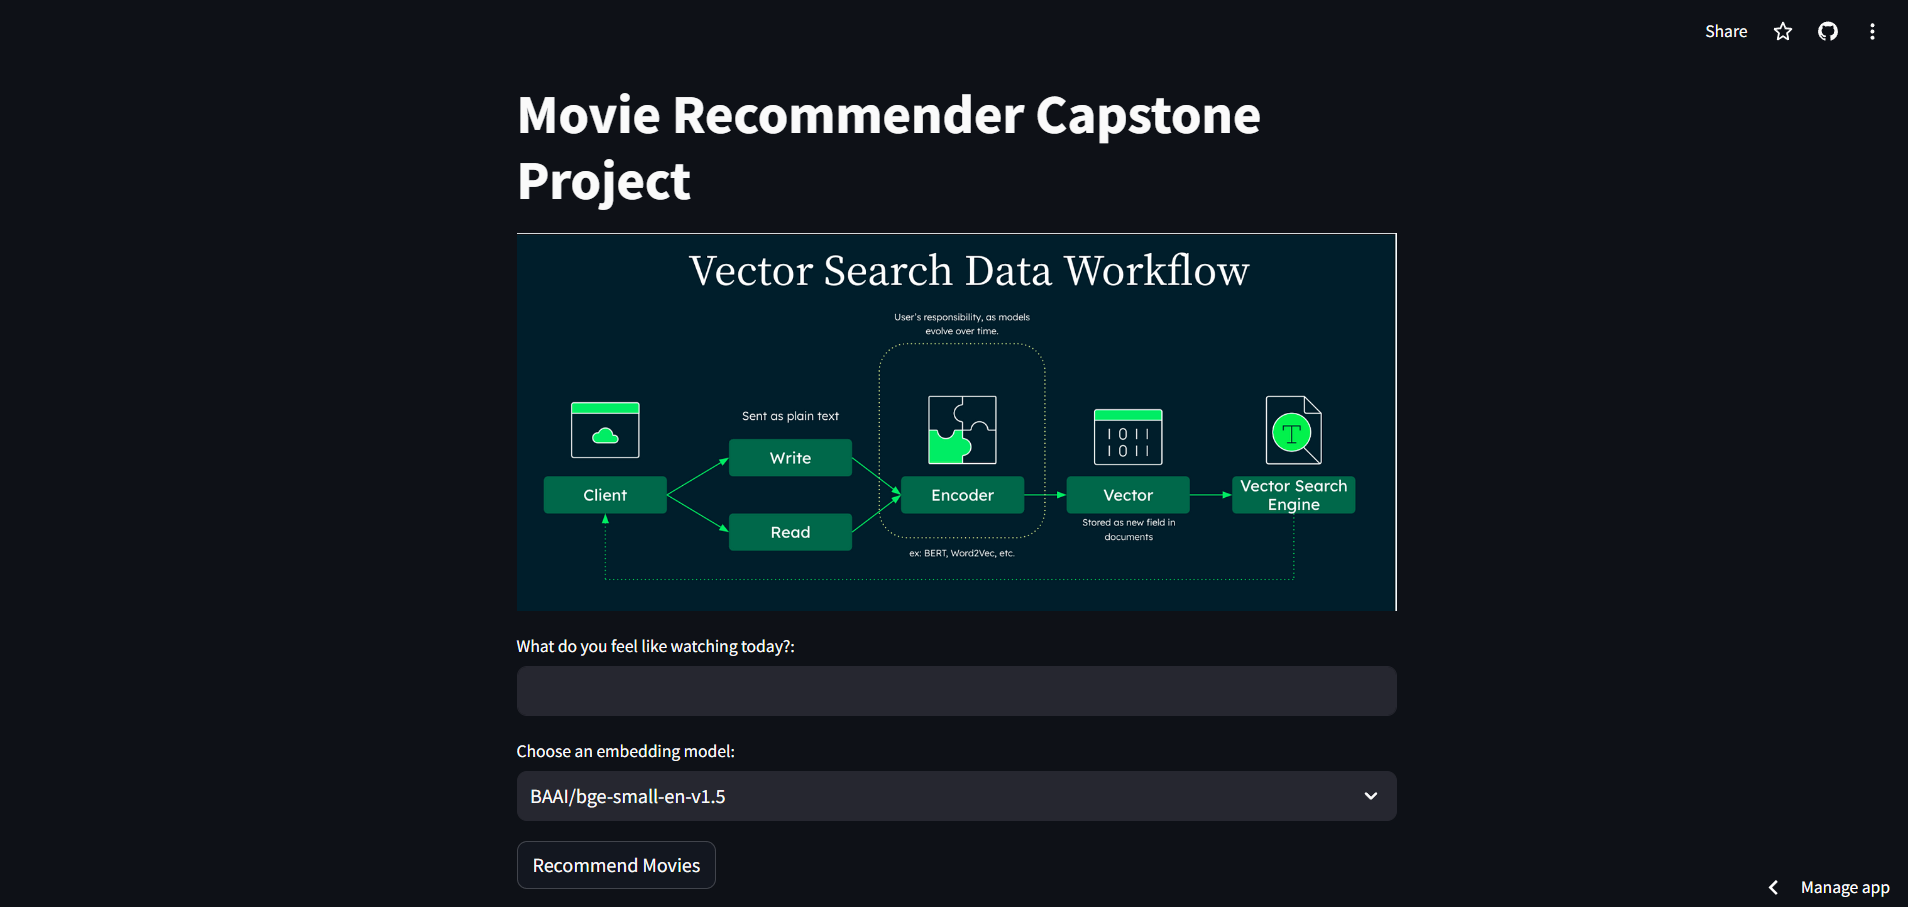 Share
Movie Recommender Capstone
Project
Vector Search Data Workflow
User's responsibility, as models
evolve over time.
Sent as plain text
Write
Client
Read
Encoder
ex: BERT, Word2Vec, etc.
1011
1011
Vector
Stored as new field in
documents
T
Vector Search
Engine
What do you feel like watching today?:
Choose an embedding model:
BAAI/bge-small-en-v1.5
Recommend Movies
Manage app